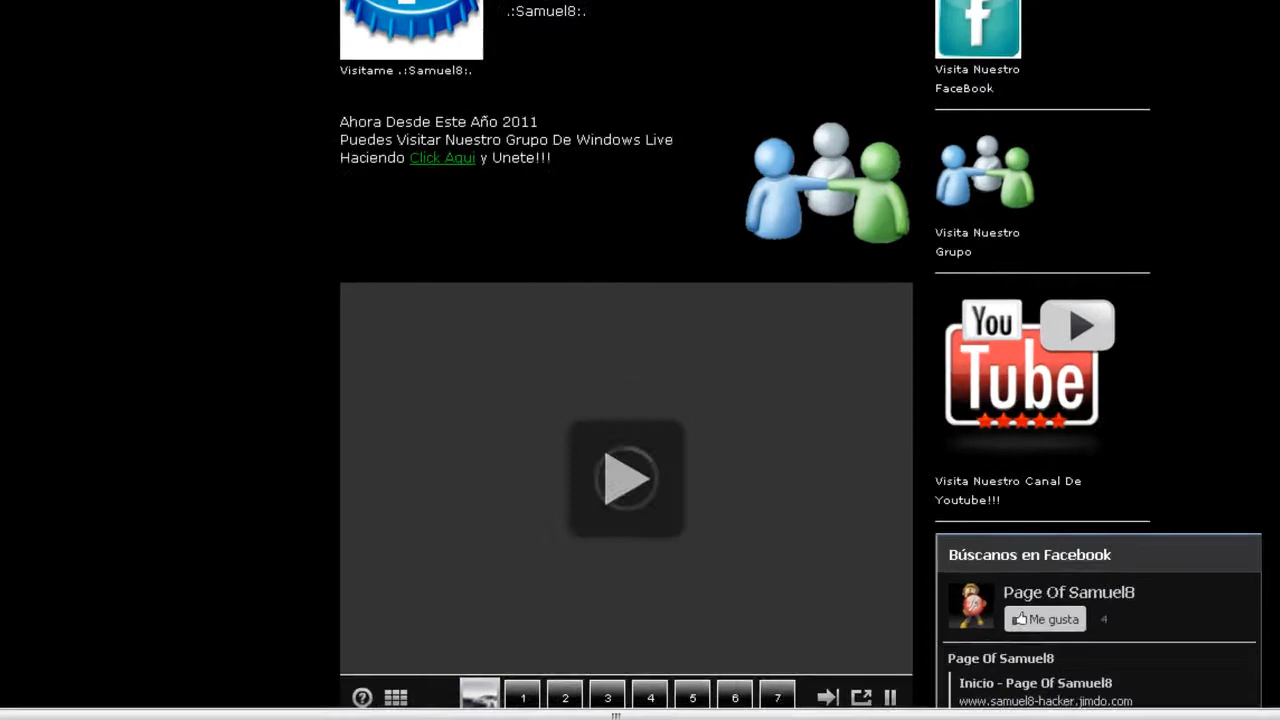 .:Samuel8:.
Visitame .:Samuel8:.
Ahora Desde Este Año 2011
Puedes Visitar Nuestro Grupo De Windows Live
Haciendo Click Aqui y Unete!!!
1 2 3 4 5 6 7
f
Visita Nuestro
FaceBook
Visita Nuestro
Grupo
You
Tube
Visita Nuestro Canal De
Youtube!!!
Búscanos en Facebook
Page Of Samuel8
Me gusta 4
Page Of Samuel8
Inicio - Page Of Samuel8
www.samuel8-hacker.jimdo.com